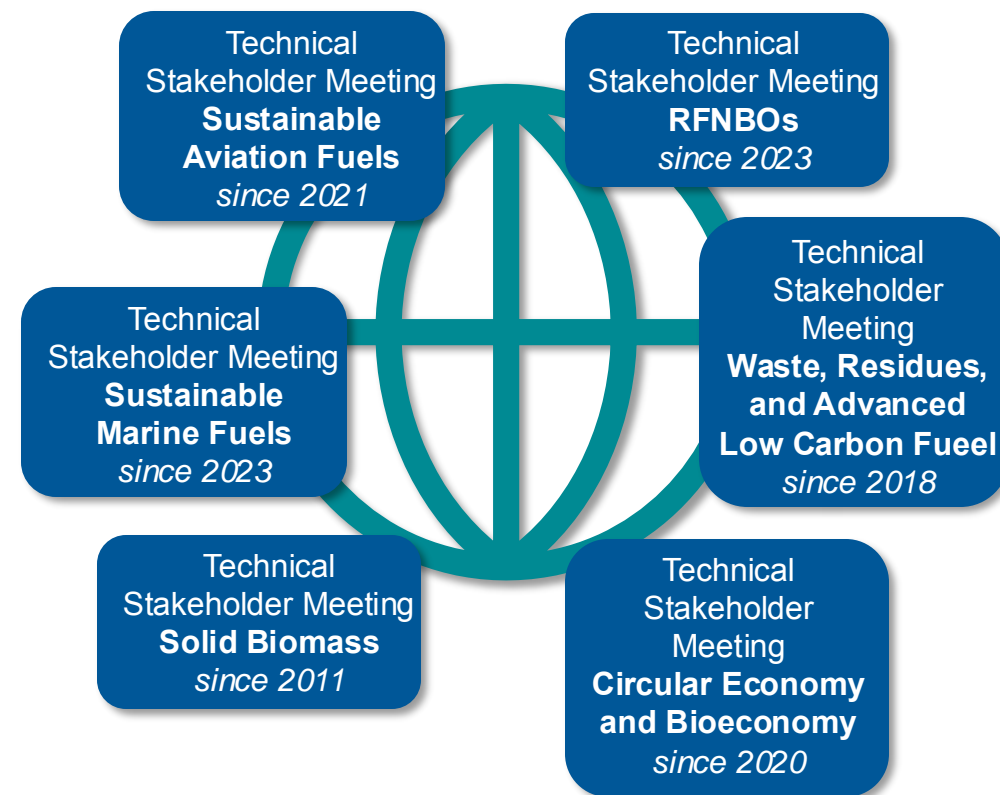 Technical
Stakeholder Meeting
Sustainable
Aviation Fuels
since 2021
Technical
Stakeholder Meeting
RFNBOs
since 2023
Technical
Stakeholder Meeting
Sustainable
Marine Fuels
since 2023
Technical
Stakeholder
Meeting
Waste, Residues,
and Advanced
Low Carbon Fueel
since 2018
Technical
Stakeholder Meeting
Solid Biomass
since 2011
Technical
Stakeholder
Meeting
Circular Economy
and Bioeconomy
since 2020